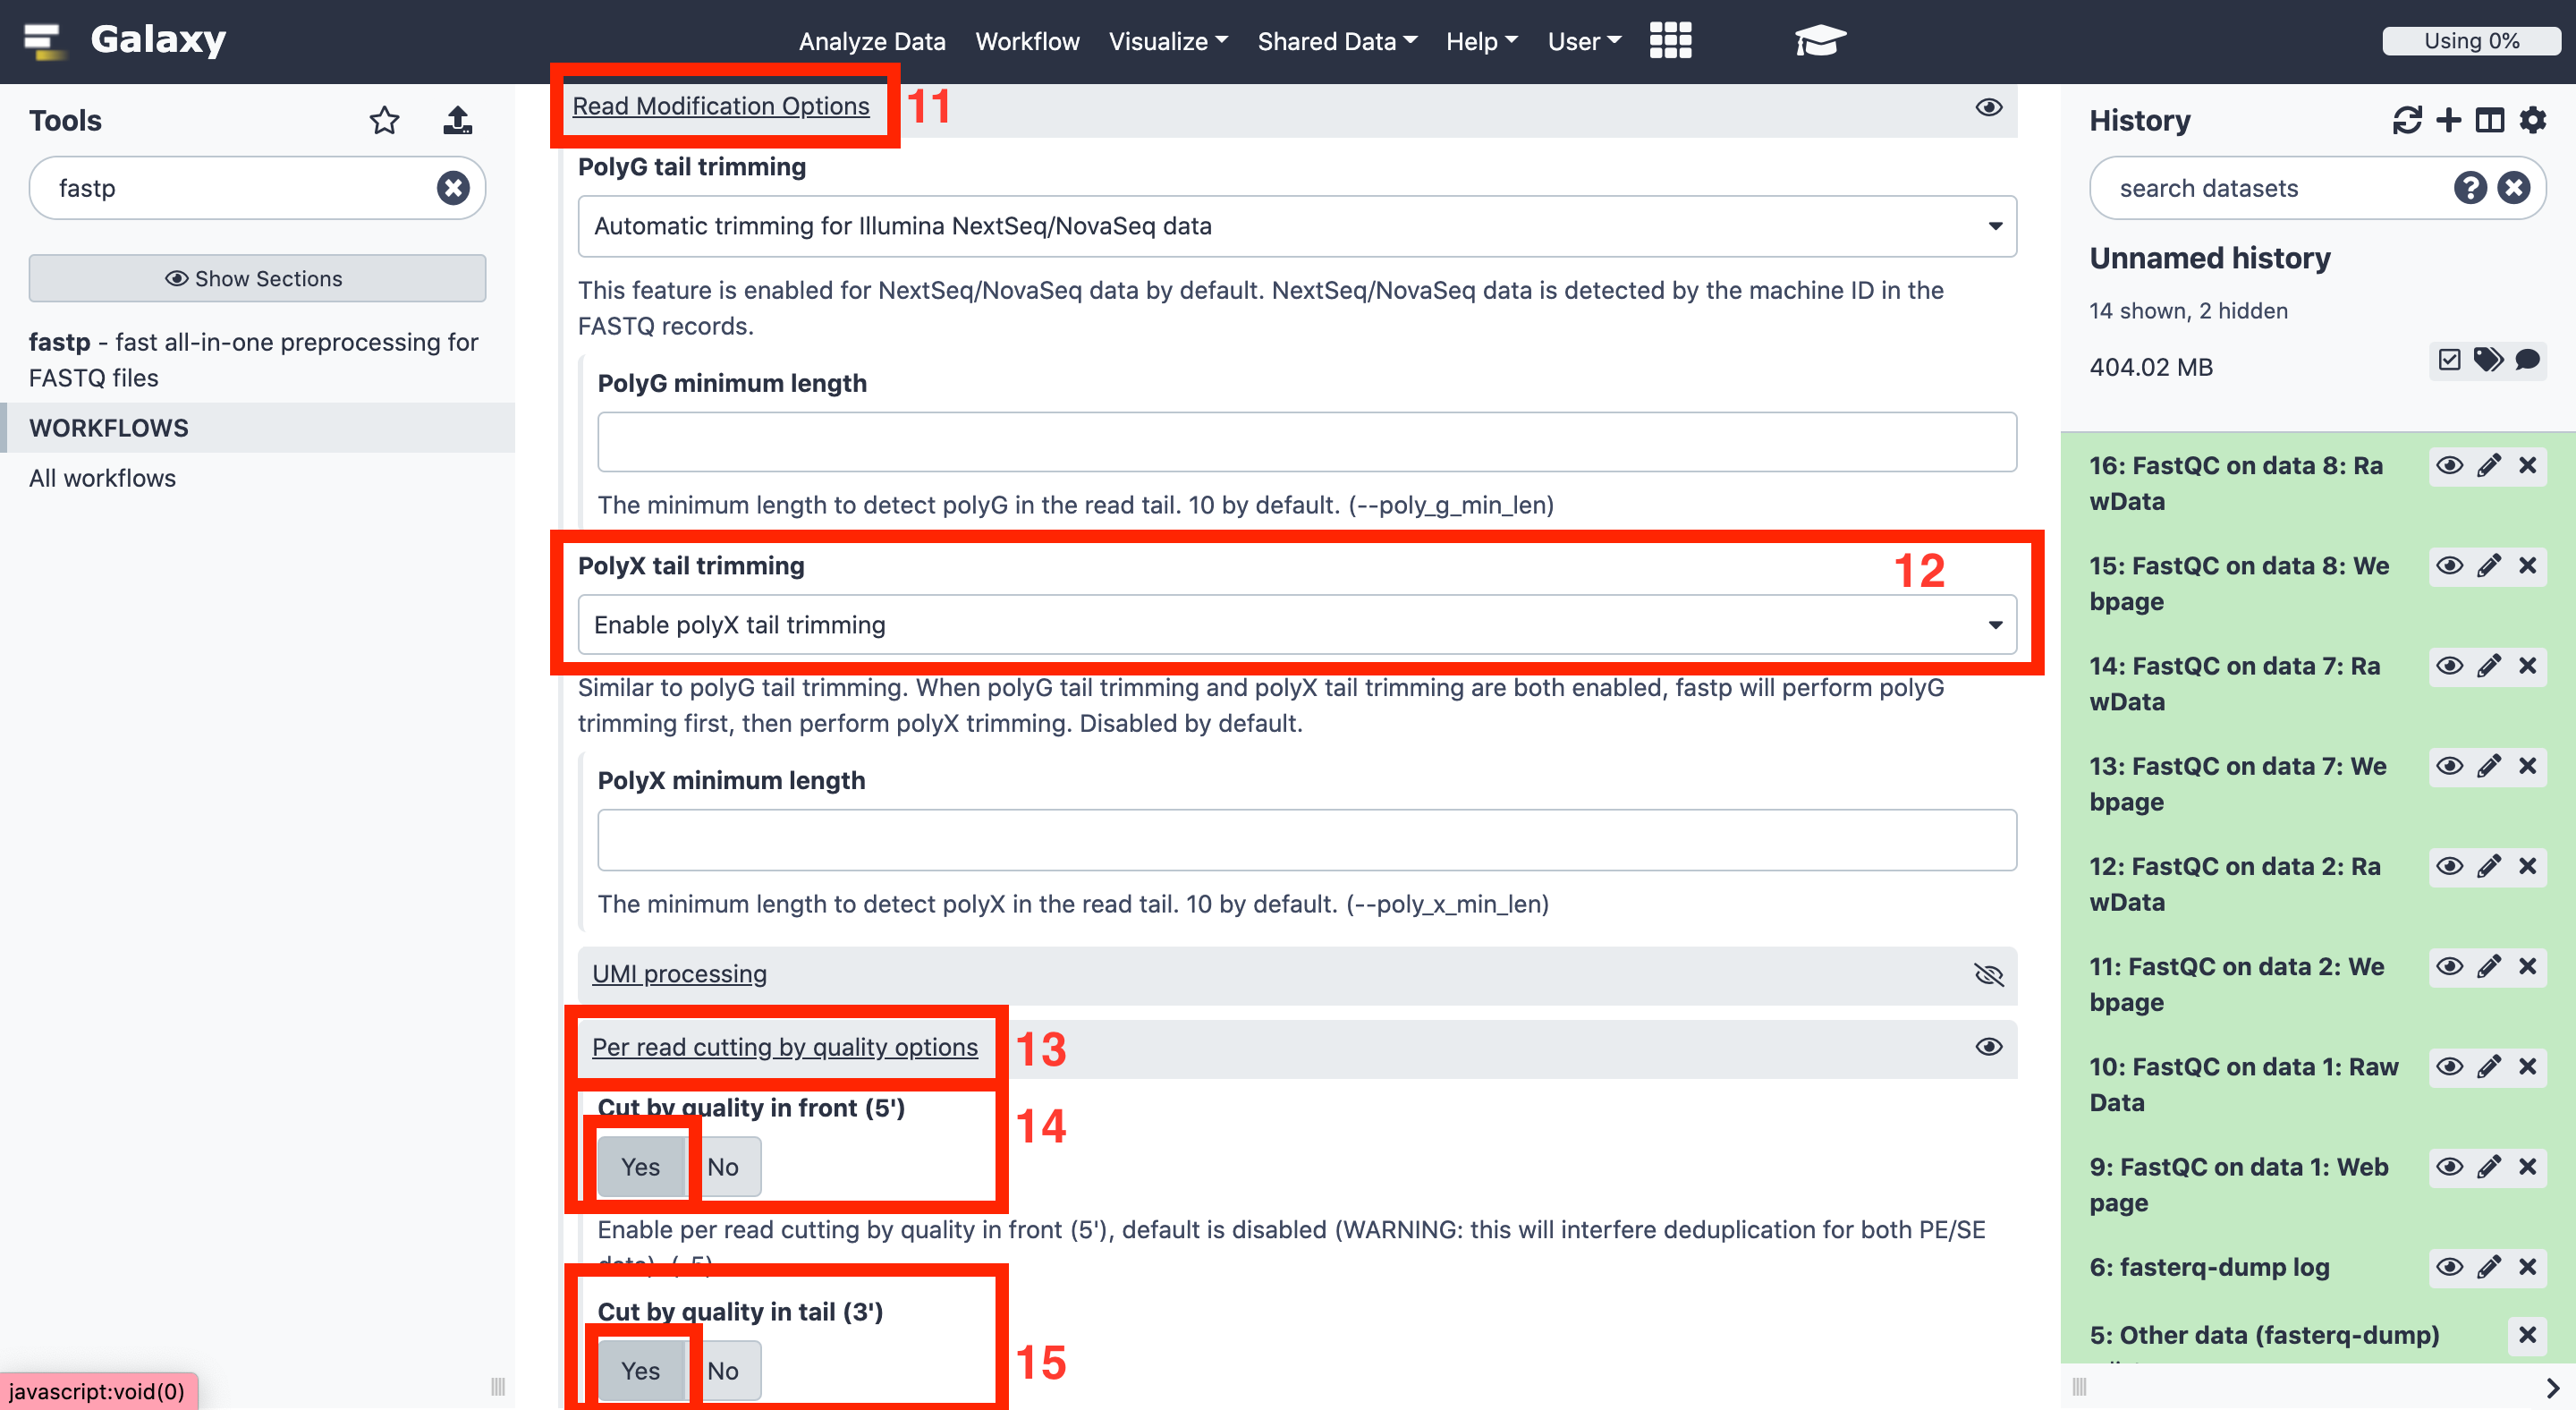 Galaxy
Analyze Data
Workflow
Visualize
Shared Data
Help
User
Using 0%
Tools
fastp
Show Sections
fastp - fast all-in-one preprocessing for
FASTQ files
WORKFLOWS
All workflows
javascript:void(0)
Read Modification Options
11
PolyG tail trimming
Automatic trimming for Illumina NextSeq/NovaSeq data
This feature is enabled for NextSeq/NovaSeq data by default. NextSeq/NovaSeq data is detected by the machine ID in the
FASTQ records.
PolyG minimum length
The minimum length to detect polyG in the read tail. 10 by default. (--poly_g_min_len)
PolyX tail trimming
12
Enable polyX tail trimming
Similar to polyG tail trimming. When polyG tail trimming and polyX tail trimming are both enabled, fastp will perform polyG
trimming first, then perform polyX trimming. Disabled by default.
PolyX minimum length
The minimum length to detect polyX in the read tail. 10 by default. (--poly_x_min_len)
UMI processing
Per read cutting by quality options
13
Cut by quality in front (5')
14
Yes No
Enable per read cutting by quality in front (5'), default is disabled (WARNING: this will interfere deduplication for both PE/SE
Cut by quality in tail (3')
15
Yes No
History
search datasets
Unnamed history
14 shown, 2 hidden
404.02 MB
16: FastQC on data 8: Ra
wData
15: FastQC on data 8: We
bpage
14: FastQC on data 7: Ra
wData
13: FastQC on data 7: We
bpage
12: FastQC on data 2: Ra
wData
11: FastQC on data 2: We
bpage
10: FastQC on data 1: Raw
Data
9: FastQC on data 1: Web
page
6: fasterq-dump log
5: Other data (fasterq-dump)